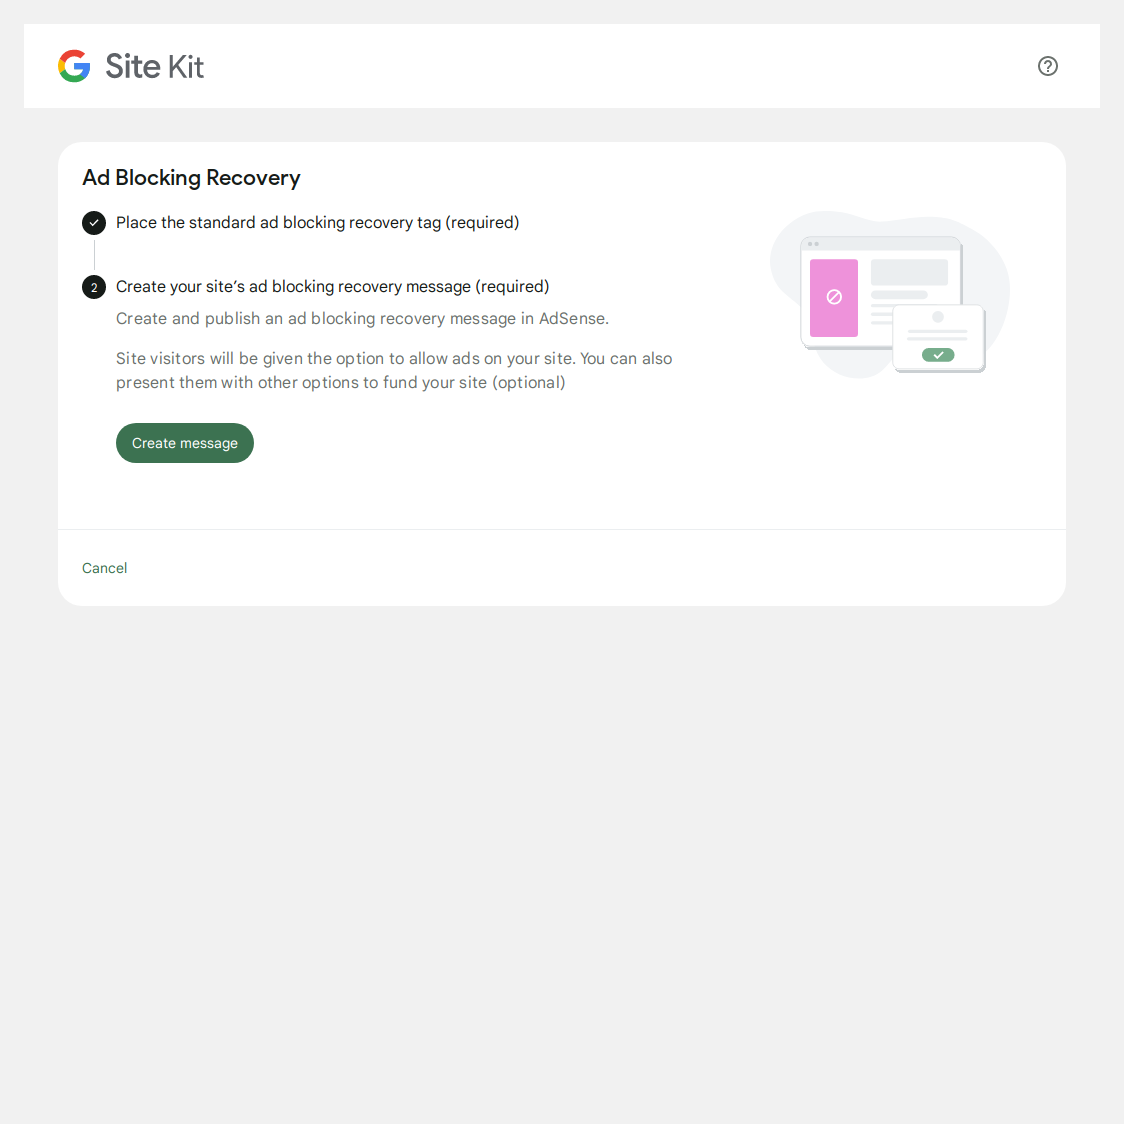 Site Kit
Ad Blocking Recovery
Place the standard ad blocking recovery tag (required)
2 Create your site’s ad blocking recovery message (required)
Create and publish an ad blocking recovery message in AdSense.
Site visitors will be given the option to allow ads on your site. You can also
present them with other options to fund your site (optional)
Create message
Cancel